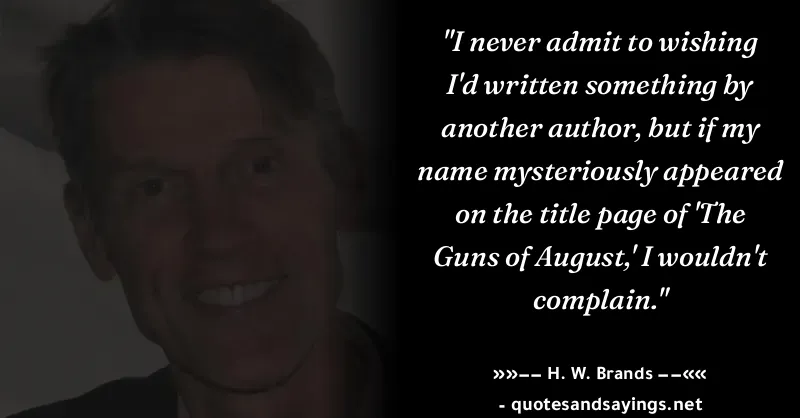 "I never admit to wishing
I'd written something by
another author, but if my
name mysteriously appeared
on the title page of 'The
Guns of August,' I wouldn't
complain."
»»–– H. W. Brands ––««
- quotesandsayings.net